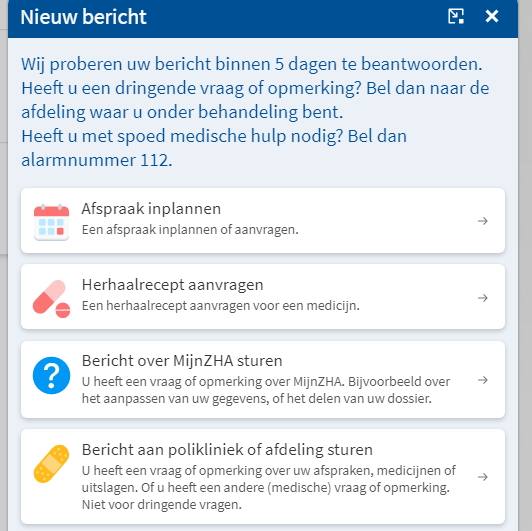 Nieuw bericht
Wij proberen uw bericht binnen 5 dagen te beantwoorden.
Heeft u een dringende vraag of opmerking? Bel dan naar de
afdeling waar u onder behandeling bent.
Heeft u met spoed medische hulp nodig? Bel dan
alarmnummer 112.
Afspraak inplannen
Een afspraak inplannen of aanvragen.
Herhaalrecept aanvragen
Een herhaalrecept aanvragen voor een medicijn.
Bericht over MijnZHA sturen
U heeft een vraag of opmerking over MijnZHA. Bijvoorbeeld over
het aanpassen van uw gegevens, of het delen van uw dossier.
Bericht aan polikliniek of afdeling sturen
U heeft een vraag of opmerking over uw afspraken, medicijnen of
uitslagen. Of u heeft een andere (medische) vraag of opmerking.
Niet voor dringende vragen.